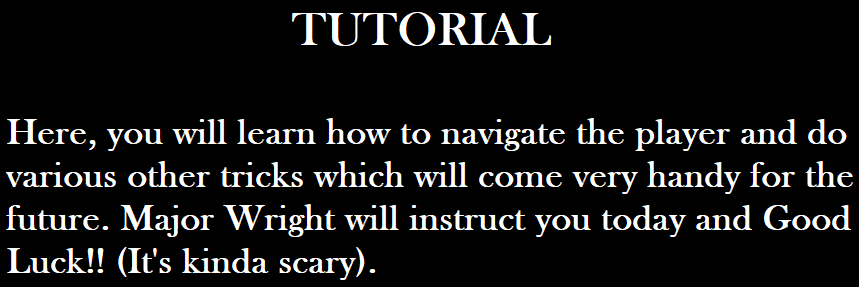 TUTORIAL
Here, you will learn how to navigate the player and do
various other tricks which will come very handy for the
future. Major Wright will instruct you today and Good
Luck!! (It's kinda scary).